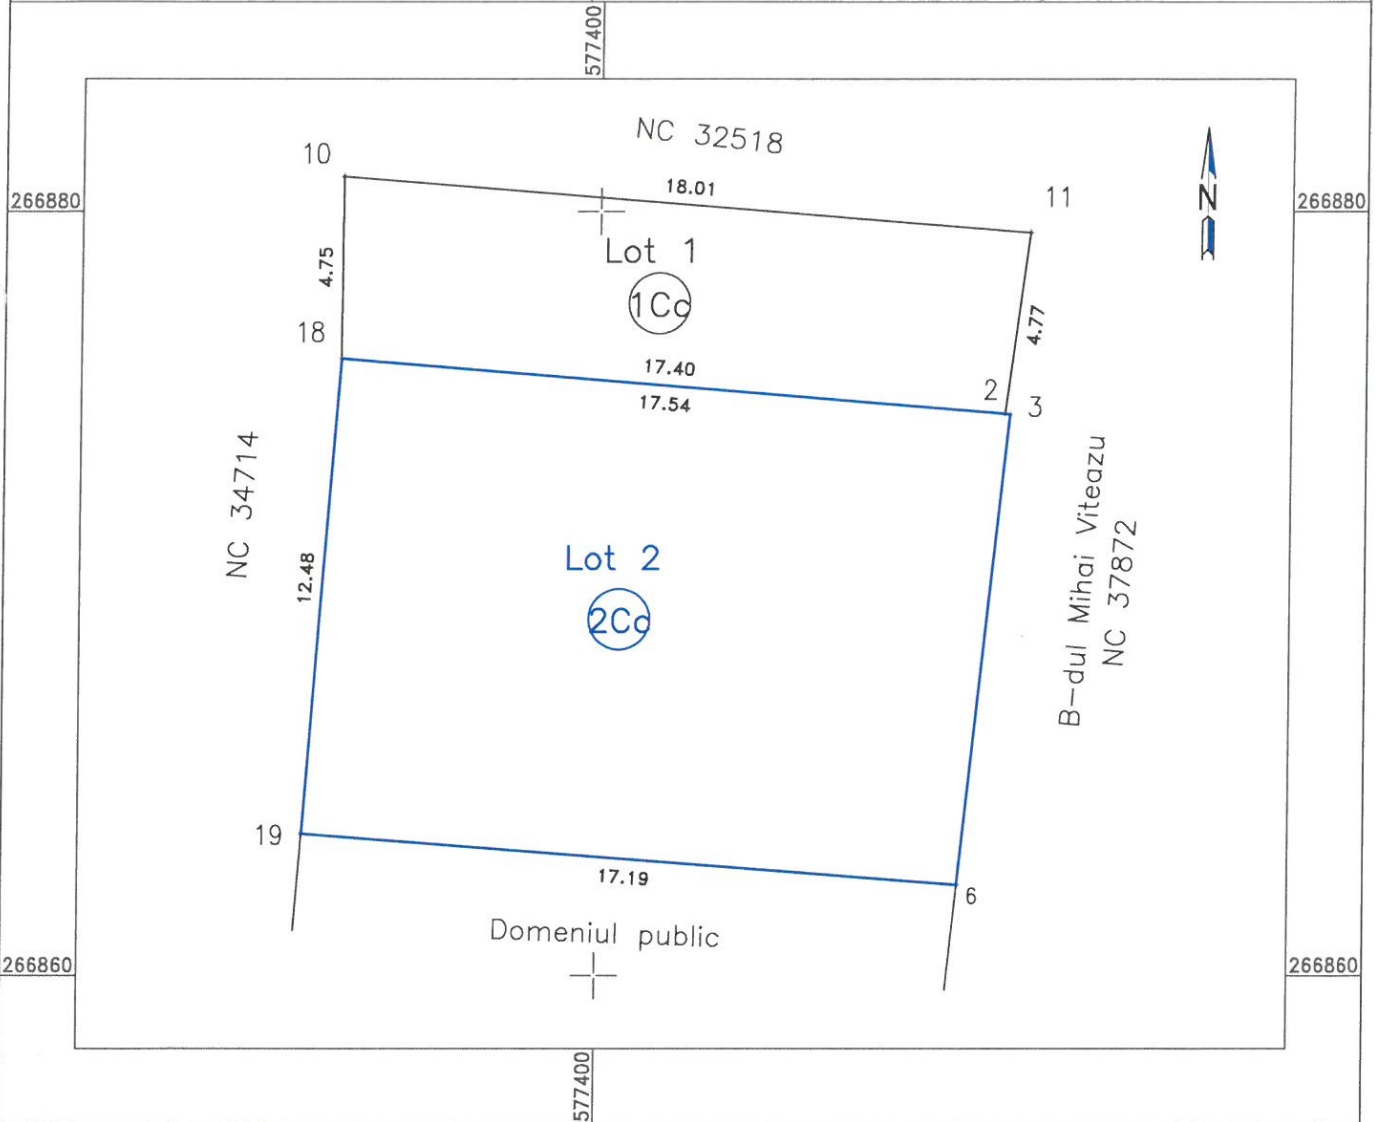 577400
NC 32518
10
18.01
11
266880
266880
N
Lot 1
4.75
1Cc
4.77
18
17.40
2
3
17.54
NC 34714
B-dul Mihai Viteazu
NC 37872
Lot 2
12.48
2Cc
19
17.19
6
Domeniul public
266860
266860
577400